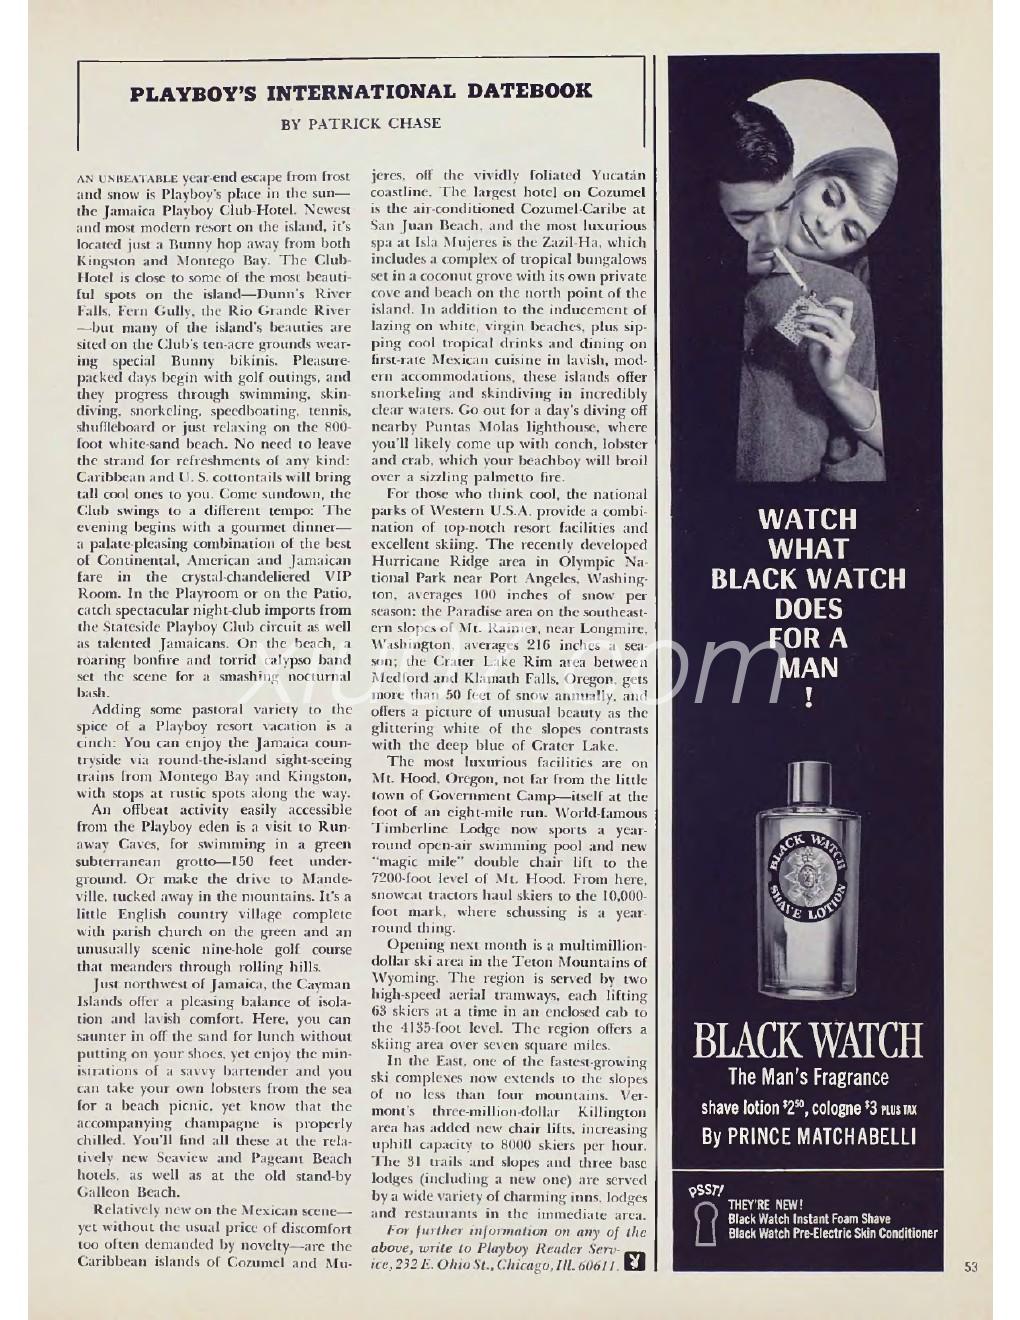 PLAYBOY'S INTERNATIONAL DATEBOOK
BY PATRICK CHASE
AN UNBEATABLE year-end escape from frost
and snow is Playboy's place in the sun—
the Jamaica Playboy Club-Hotel. Newest
and most modern resort on the island, it's
located just a Bunny hop away from both
Kingston and Montego Bay. The Club-
Hotel is close to some of the most beauti-
ful spots on the island—Dunn's River
Falls, Fern Gully, the Rio Grande River
—but many of the island's beauties are
sited on the Club's ten-acre grounds wear-
ing special Bunny bikinis. Pleasure-
packed days begin with golf outings, and
they progress through swimming, skin-
diving, snorkeling, speedboating, tennis,
shuffleboard or just relaxing on the 800-
foot white-sand beach. No need to leave
the strand for refreshments of any kind:
Caribbean and U. S. cottontails will bring
tall cool ones to you. Come sundown, the
Club swings to a different tempo: The
evening begins with a gourmet dinner—
a palate-pleasing combination of the best
of Continental, American and Jamaican
fare in the crystal-chandeliered VIP
Room. In the Playroom or on the Patio,
catch spectacular night-club imports from
the Stateside Playboy Club circuit as well
as talented Jamaicans. On the beach, a
roaring bonfire and torrid calypso band
set the scene for a smashing nocturnal
bash.
Adding some pastoral variety to the
spice of a Playboy resort vacation is a
cinch: You can enjoy the Jamaica coun-
tryside via round-the-island sight-seeing
trains from Montego Bay and Kingston,
with stops at rustic spots along the way.
An offbeat activity easily accessible
from the Playboy eden is a visit to Run-
away Caves, for swimming in a green
subterranean grotto—150 feet under-
ground. Or make the drive to Mande-
ville, tucked away in the mountains. It's a
little English country village complete
with parish church on the green and an
unusually scenic nine-hole golf course
that meanders through rolling hills.
Just northwest of Jamaica, the Cayman
Islands offer a pleasing balance of isola-
tion and lavish comfort. Here, you can
saunter in off the sand for lunch without
putting on your shoes, yet enjoy the min-
istrations of a savvy bartender and you
can take your own lobsters from the sea
for a beach picnic, yet know that the
accompanying champagne is properly
chilled. You'll find all these at the rela-
tively new Seaview and Pageant Beach
hotels, as well as at the old stand-by
Galleon Beach.
Relatively new on the Mexican scene—
yet without the usual price of discomfort
too often demanded by novelty—are the
Caribbean islands of Cozumel and Mu-
jeres, off the vividly foliated Yucatán
coastline. The largest hotel on Cozumel
is the air-conditioned Cozumel-Caribe at
San Juan Beach, and the most luxurious
spa at Isla Mujeres is the Zazil-Ha, which
includes a complex of tropical bungalows
set in a coconut grove with its own private
cove and beach on the north point of the
island. In addition to the inducement of
lazing on white, virgin beaches, plus sip-
ping cool tropical drinks and dining on
first-rate Mexican cuisine in lavish, mod-
ern accommodations, these islands offer
snorkeling and skindiving in incredibly
clear waters. Go out for a day's diving off
nearby Puntas Molas lighthouse, where
you'll likely come up with conch, lobster
and crab, which your beachboy will broil
over a sizzling palmetto fire.
For those who think cool, the national
parks of Western U.S.A. provide a combi-
nation of top-notch resort facilities and
excellent skiing. The recently developed
Hurricane Ridge area in Olympic Na-
tional Park near Port Angeles, Washing-
ton, averages 100 inches of snow per
season; the Paradise area on the southeast-
ern slopes of Mt. Rainier, near Longmire,
Washington, averages 216 inches a sea-
son; the Crater Lake Rim area between
Medford and Klamath Falls, Oregon, gets
more than 50 feet of snow annually, and
offers a picture of unusual beauty as the
glittering white of the slopes contrasts
with the deep blue of Crater Lake.
The most luxurious facilities are on
Mt. Hood, Oregon, not far from the little
town of Government Camp—itself at the
foot of an eight-mile run. World-famous
Timberline Lodge now sports a year-
round open-air swimming pool and new
"magic mile" double chair lift to the
7200-foot level of Mt. Hood. From here,
snowcat tractors haul skiers to the 10,000-
foot mark, where schussing is a year-
round thing.
Opening next month is a multimillion-
dollar ski area in the Teton Mountains of
Wyoming. The region is served by two
high-speed aerial tramways, each lifting
63 skiers at a time in an enclosed cab to
the 4135-foot level. The region offers a
skiing area over seven square miles.
In the East, one of the fastest-growing
ski complexes now extends to the slopes
of no less than four mountains. Ver-
mont's three-million-dollar Killington
area has added new chair lifts, increasing
uphill capacity to 8000 skiers per hour.
The 31 trails and slopes and three base
lodges (including a new one) are served
by a wide variety of charming inns, lodges
and restaurants in the immediate area.
For further information on any of the
above, write to Playboy Reader Serv-
ice, 232 E. Ohio St., Chicago, Ill. 60611.
WATCH
WHAT
BLACK WATCH
DOES
FOR A
MAN
!
BLACK WATCH
SHAVE LOTION
BLACK WATCH
The Man's Fragrance
shave lotion $2⁵⁰, cologne $3 PLUS TAX
By PRINCE MATCHABELLI
PSST!
THEY'RE NEW!
Black Watch Instant Foam Shave
Black Watch Pre-Electric Skin Conditioner
53
xiu07.com